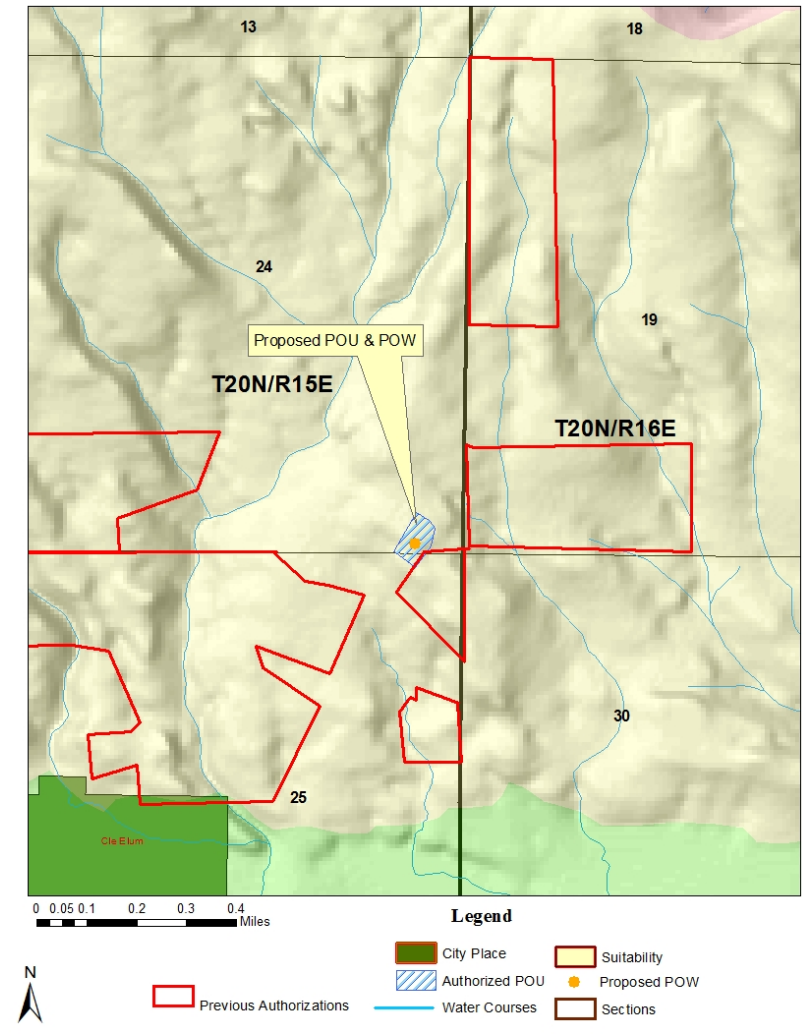 13
18
24
19
Proposed POU & POW
T20N/R15E
T20N/R16E
30
25
Cle Elum
0 0.05 0.1 0.2 0.3 0.4
Miles
Legend
N
City Place
Suitability
Authorized POU
Proposed POW
Previous Authorizations
Water Courses
Sections